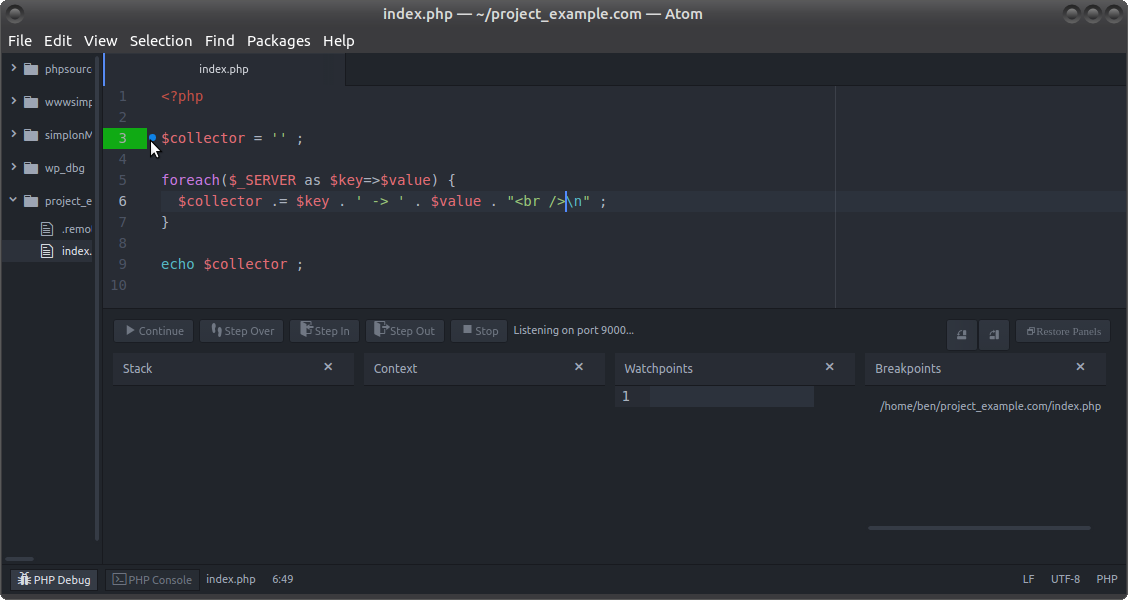 index.php — ~/project_example.com — Atom
File Edit View Selection Find Packages Help
phpsourc
wwwsimp
simplonM
wp_dbg
project_e
.remo
index.
index.php
1 <?php
2
3 $collector = '' ;
4
5 foreach($_SERVER as $key=>$value) {
6 $collector .= $key . ' -> ' . $value . "<br />\n" ;
7 }
8
9 echo $collector ;
10
Continue Step Over Step In Step Out Stop Listening on port 9000... Restore Panels
Stack × Context × Watchpoints × Breakpoints ×
1
/home/ben/project_example.com/index.php
PHP Debug PHP Console index.php 6:49 LF UTF-8 PHP